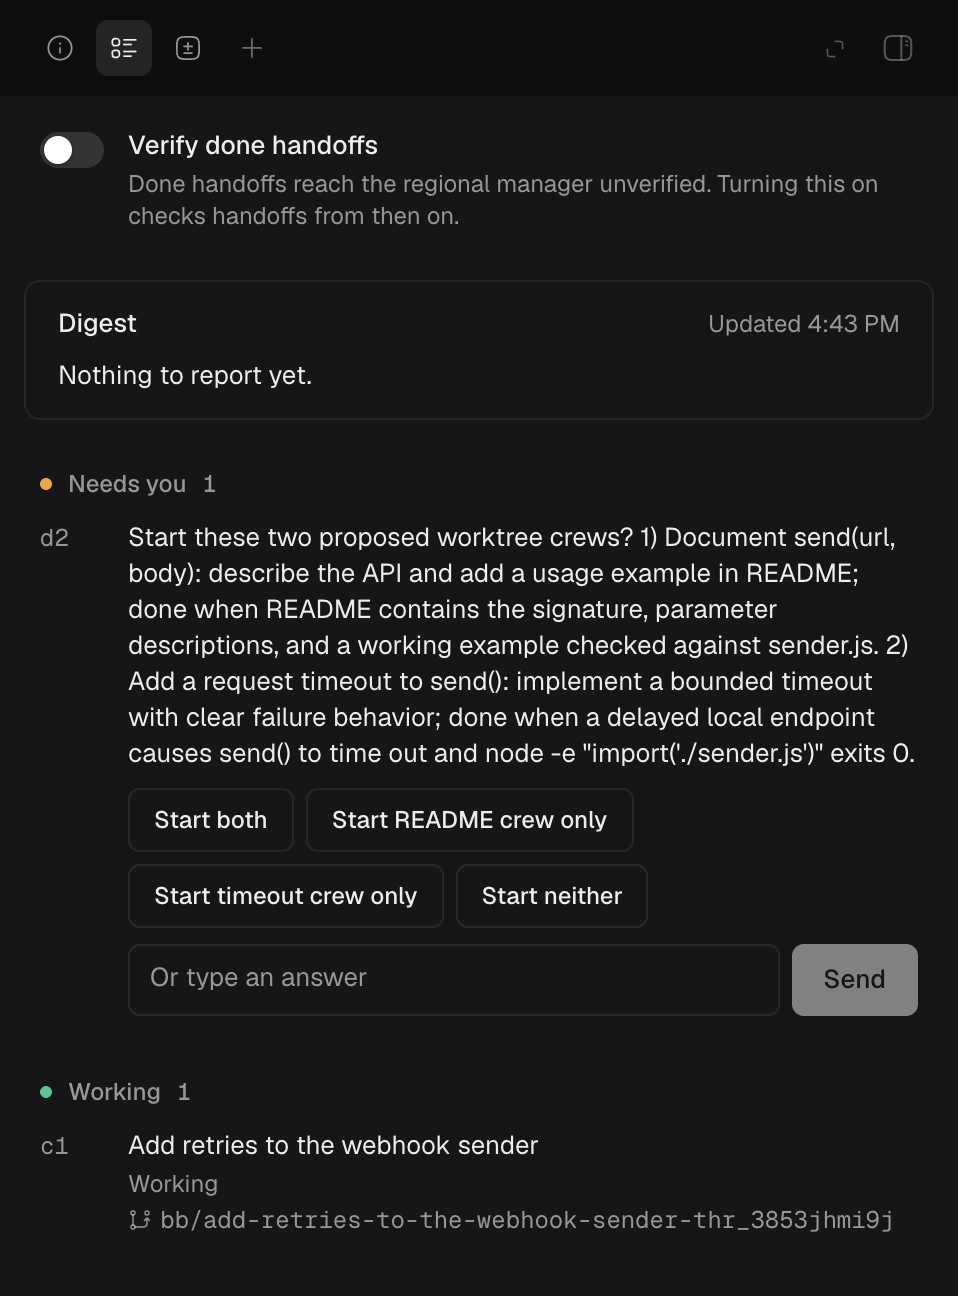 Verify done handoffs
Done handoffs reach the regional manager unverified. Turning this on
checks handoffs from then on.
Digest
Updated 4:43 PM
Nothing to report yet.
Needs you 1
d2
Start these two proposed worktree crews? 1) Document send(url,
body): describe the API and add a usage example in README;
done when README contains the signature, parameter
descriptions, and a working example checked against sender.js. 2)
Add a request timeout to send(): implement a bounded timeout
with clear failure behavior; done when a delayed local endpoint
causes send() to time out and node -e "import('./sender.js')" exits 0.
Start both
Start README crew only
Start timeout crew only
Start neither
Or type an answer
Send
Working 1
c1
Add retries to the webhook sender
Working
bb/add-retries-to-the-webhook-sender-thr_3853jhmi9j